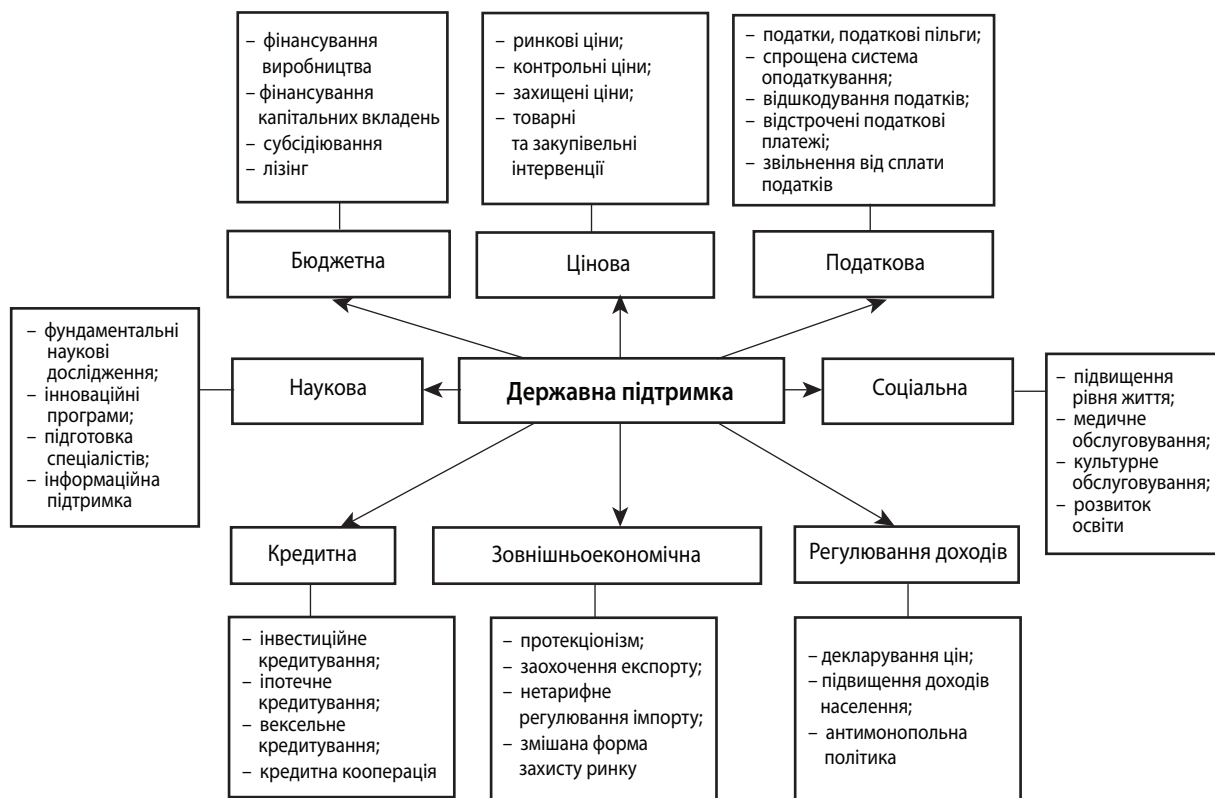 – фінансування
виробництва
– фінансування
капітальних вкладень
– субсідіювання
– лізінг
– ринкові ціни;
– контрольні ціни;
– захищені ціни;
– товарні
та закупівельні
інтервенції
– податки, податкові пільги;
– спрощена система
оподаткування;
– відшкодування податків;
– відстрочені податкові
платежі;
– звільнення від сплати
податків
Бюджетна
Цінова
Податкова
– фундаментальні
наукові
дослідження;
– інноваційні
програми;
– підготовка
спеціалістів;
– інформаційна
підтримка
Наукова
Державна підтримка
Соціальна
– підвищення
рівня життя;
– медичне
обслуговування;
– культурне
обслуговування;
– розвиток
освіти
Кредитна
Зовнішньоекономічна
Регулювання доходів
– інвестиційне
кредитування;
– іпотечне
кредитування;
– вексельне
кредитування;
– кредитна кооперація
– протекціонізм;
– заохочення експорту;
– нетарифне
регулювання імпорту;
– змішана форма
захисту ринку
– декларування цін;
– підвищення доходів
населення;
– антимонопольна
політика